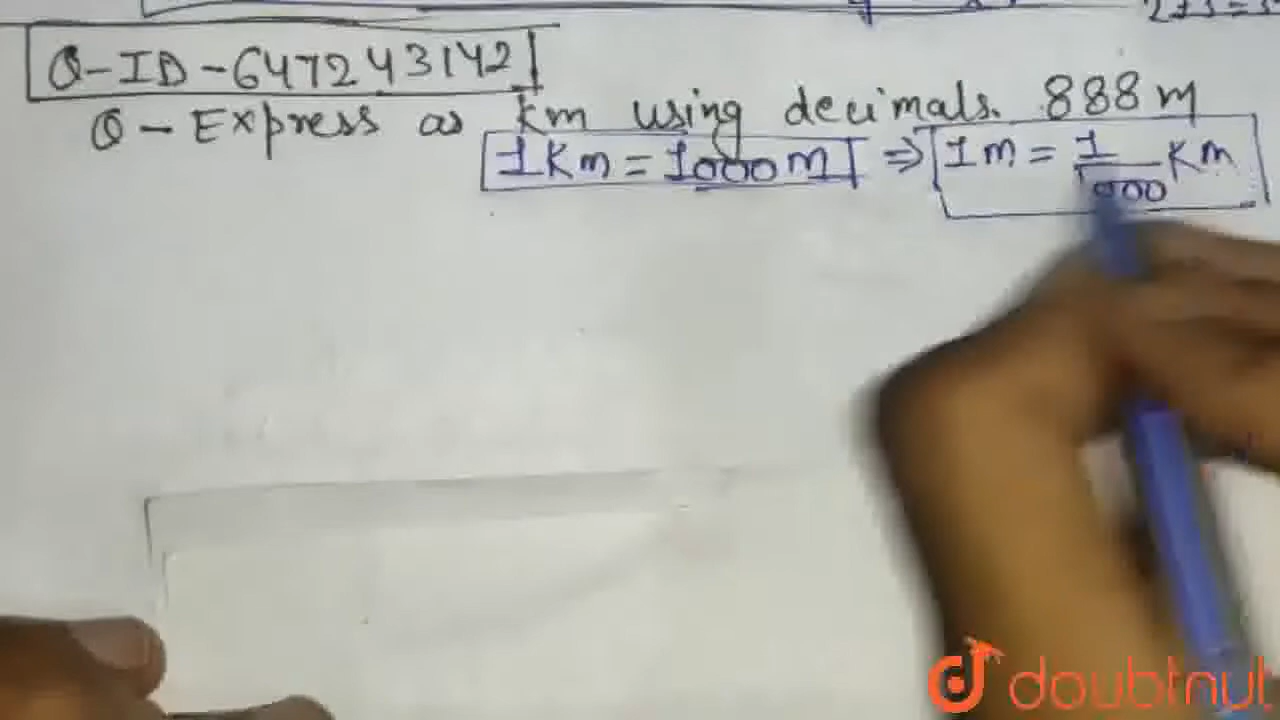 Q-ID-647243142
Q - Express as km using decimals. 888 m
1 Km = 1000 m ⇒ 1 m = 1/1000 Km
doubtnut